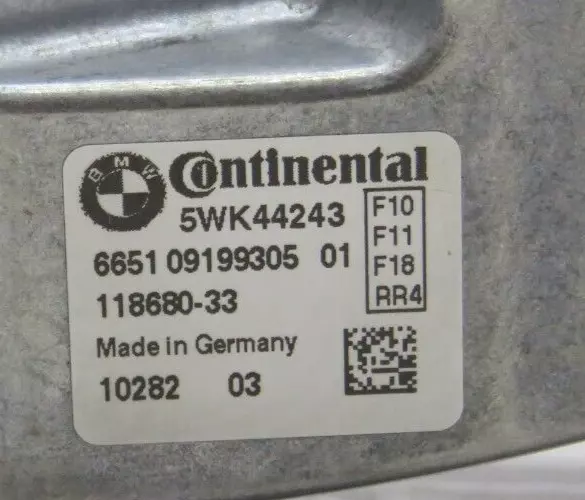 BMW Continental
5WK44243
6651 09199305 01
118680-33
Made in Germany
10282 03
F10
F11
F18
RR4